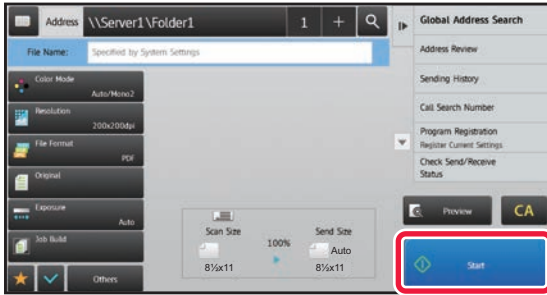 Address \\Server1\Folder1 1 +
File Name: Specified by System Settings
Color Mode
Auto/Mono2
Resolution
200x200dpi
File Format
PDF
Original
Exposure
Auto
Job Build
Others
Scan Size
100%
Send Size
Auto
8½x11
8½x11
Global Address Search
Address Review
Sending History
Call Search Number
Program Registration
Register Current Settings
Check Send/Receive
Status
Preview
CA
Start